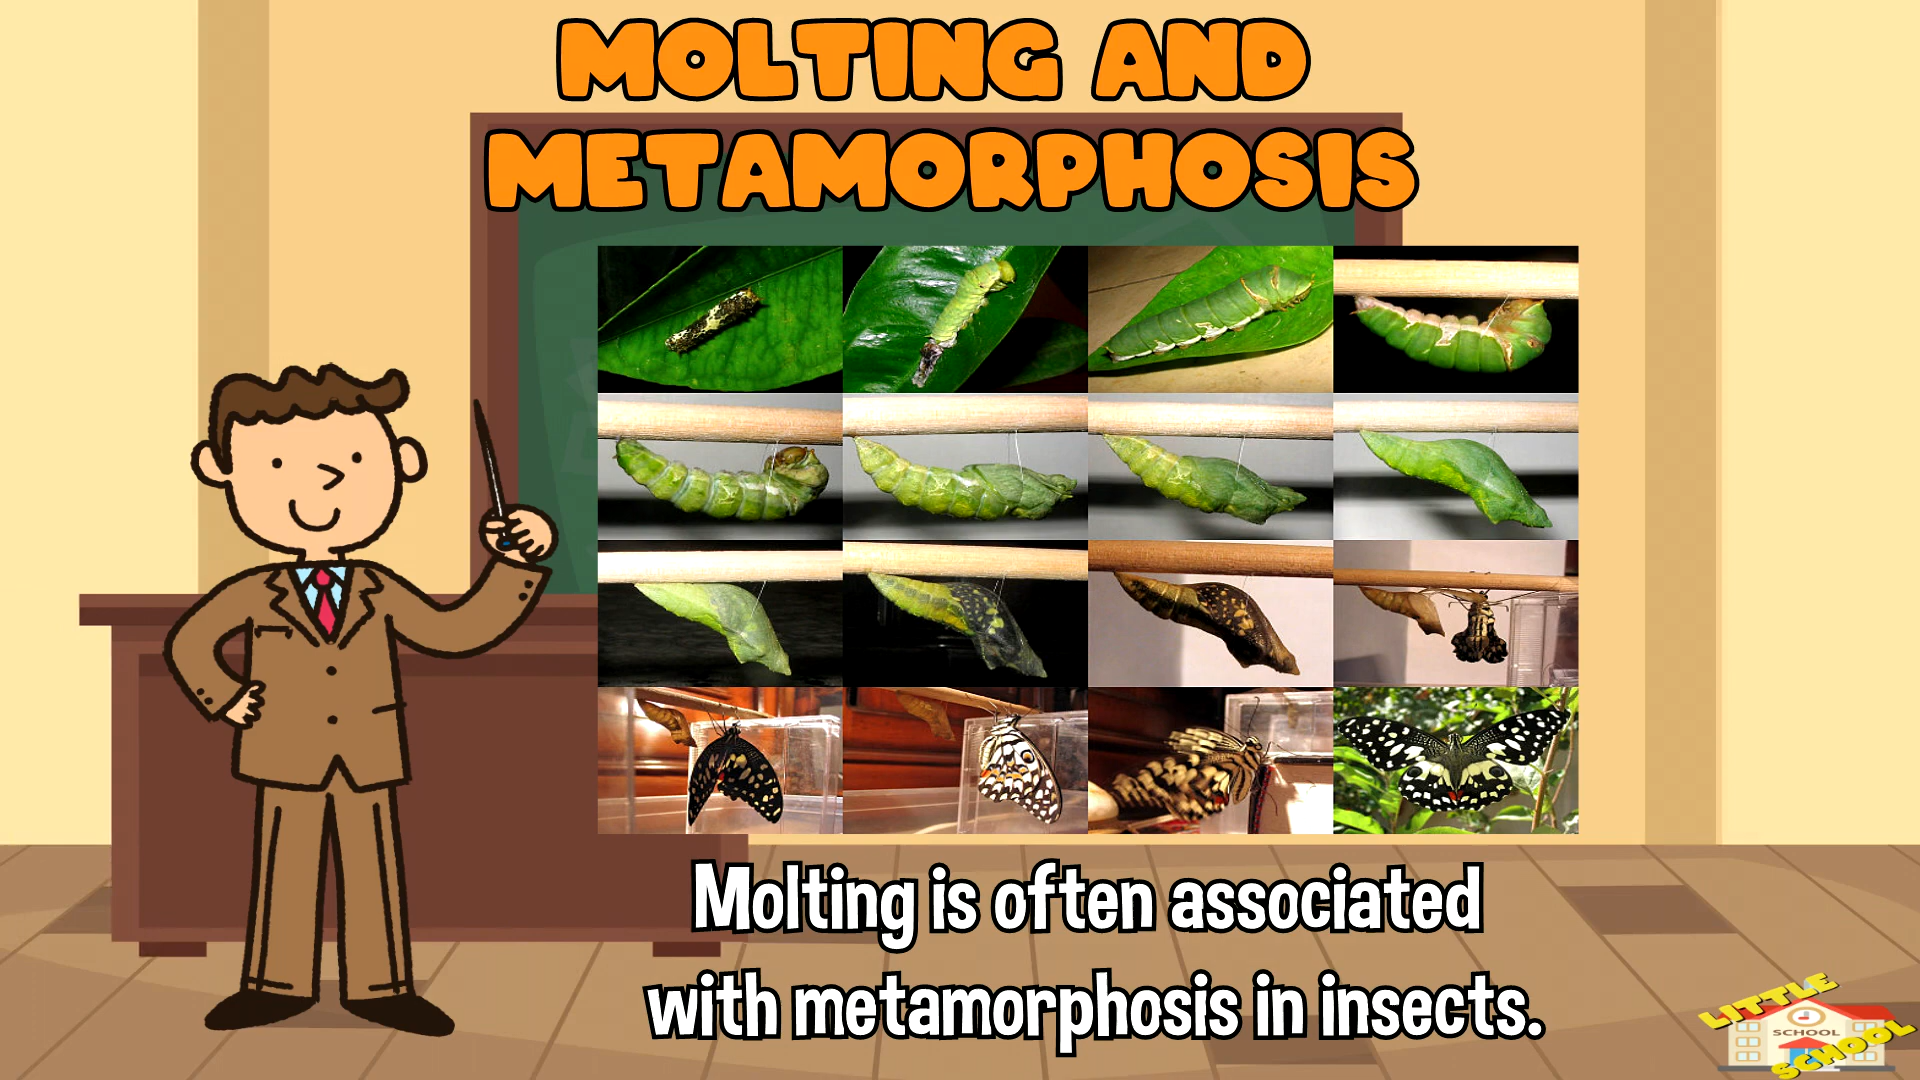 MOLTING AND
METAMORPHOSIS
Molting is often associated
with metamorphosis in insects.
LITTLE
SCHOOL
SCHOOL